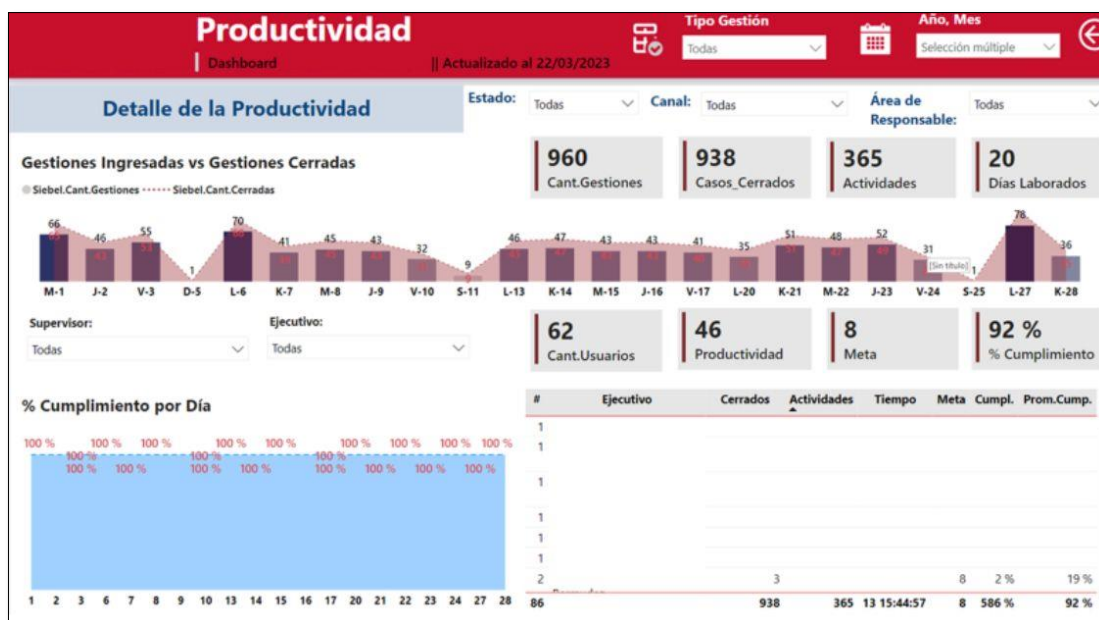 Productividad
Dashboard
|| Actualizado al 22/03/2023
Tipo Gestión
Todas
Año, Mes
Selección múltiple
Detalle de la Productividad
Estado:
Todas
Canal:
Todas
Área de
Responsable:
Todas
Gestiones Ingresadas vs Gestiones Cerradas
Siebel.Cant.Gestiones Siebel.Cant.Cerradas
960
Cant.Gestiones
938
Casos_Cerrados
365
Actividades
20
Días Laborados
66 46 55 1 70 41 45 43 32 9 46 47 43 43 41 35 51 48 52 31 1 78 36
[Sin título]
M-1 J-2 V-3 D-5 L-6 K-7 M-8 J-9 V-10 S-11 L-13 K-14 M-15 J-16 V-17 L-20 K-21 M-22 J-23 V-24 S-25 L-27 K-28
Supervisor:
Todas
Ejecutivo:
Todas
62
Cant.Usuarios
46
Productividad
8
Meta
92 %
% Cumplimiento
% Cumplimiento por Día
100 % 100 % 100 % 100 % 100 % 100 % 100 % 100 % 100 %
100 % 100 % 100 %
100 % 100 % 100 % 100 % 100 % 100 % 100 % 100 %
1 2 3 6 7 8 9 10 13 14 15 16 17 20 21 22 23 24 27 28
# Ejecutivo Cerrados Actividades Tiempo Meta Cumpl. Prom.Cump.
1
1
1
1
1
1
2 3 8 2 % 19 %
86 938 365 13 15:44:57 8 586 % 92 %